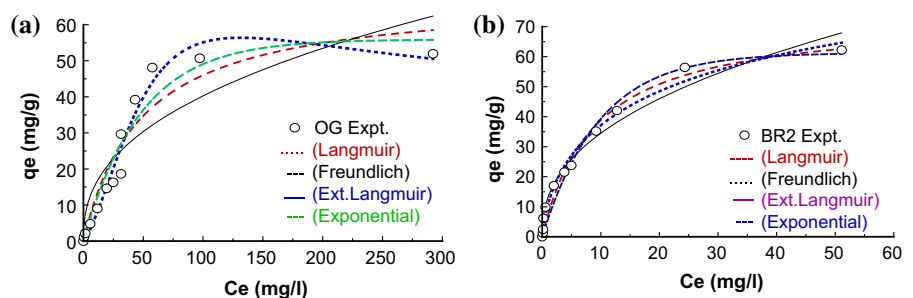 (a)
qe (mg/g)
60
50
40
30
20
10
0
OG Expt.
(Langmuir)
(Freundlich)
(Ext.Langmuir)
(Exponential)
0 50 100 150 200 250 300
Ce (mg/l)
(b)
qe (mg/g)
70
60
50
40
30
20
10
0
BR2 Expt.
(Langmuir)
(Freundlich)
(Ext.Langmuir)
(Exponential)
0 10 20 30 40 50 60
Ce (mg/l)